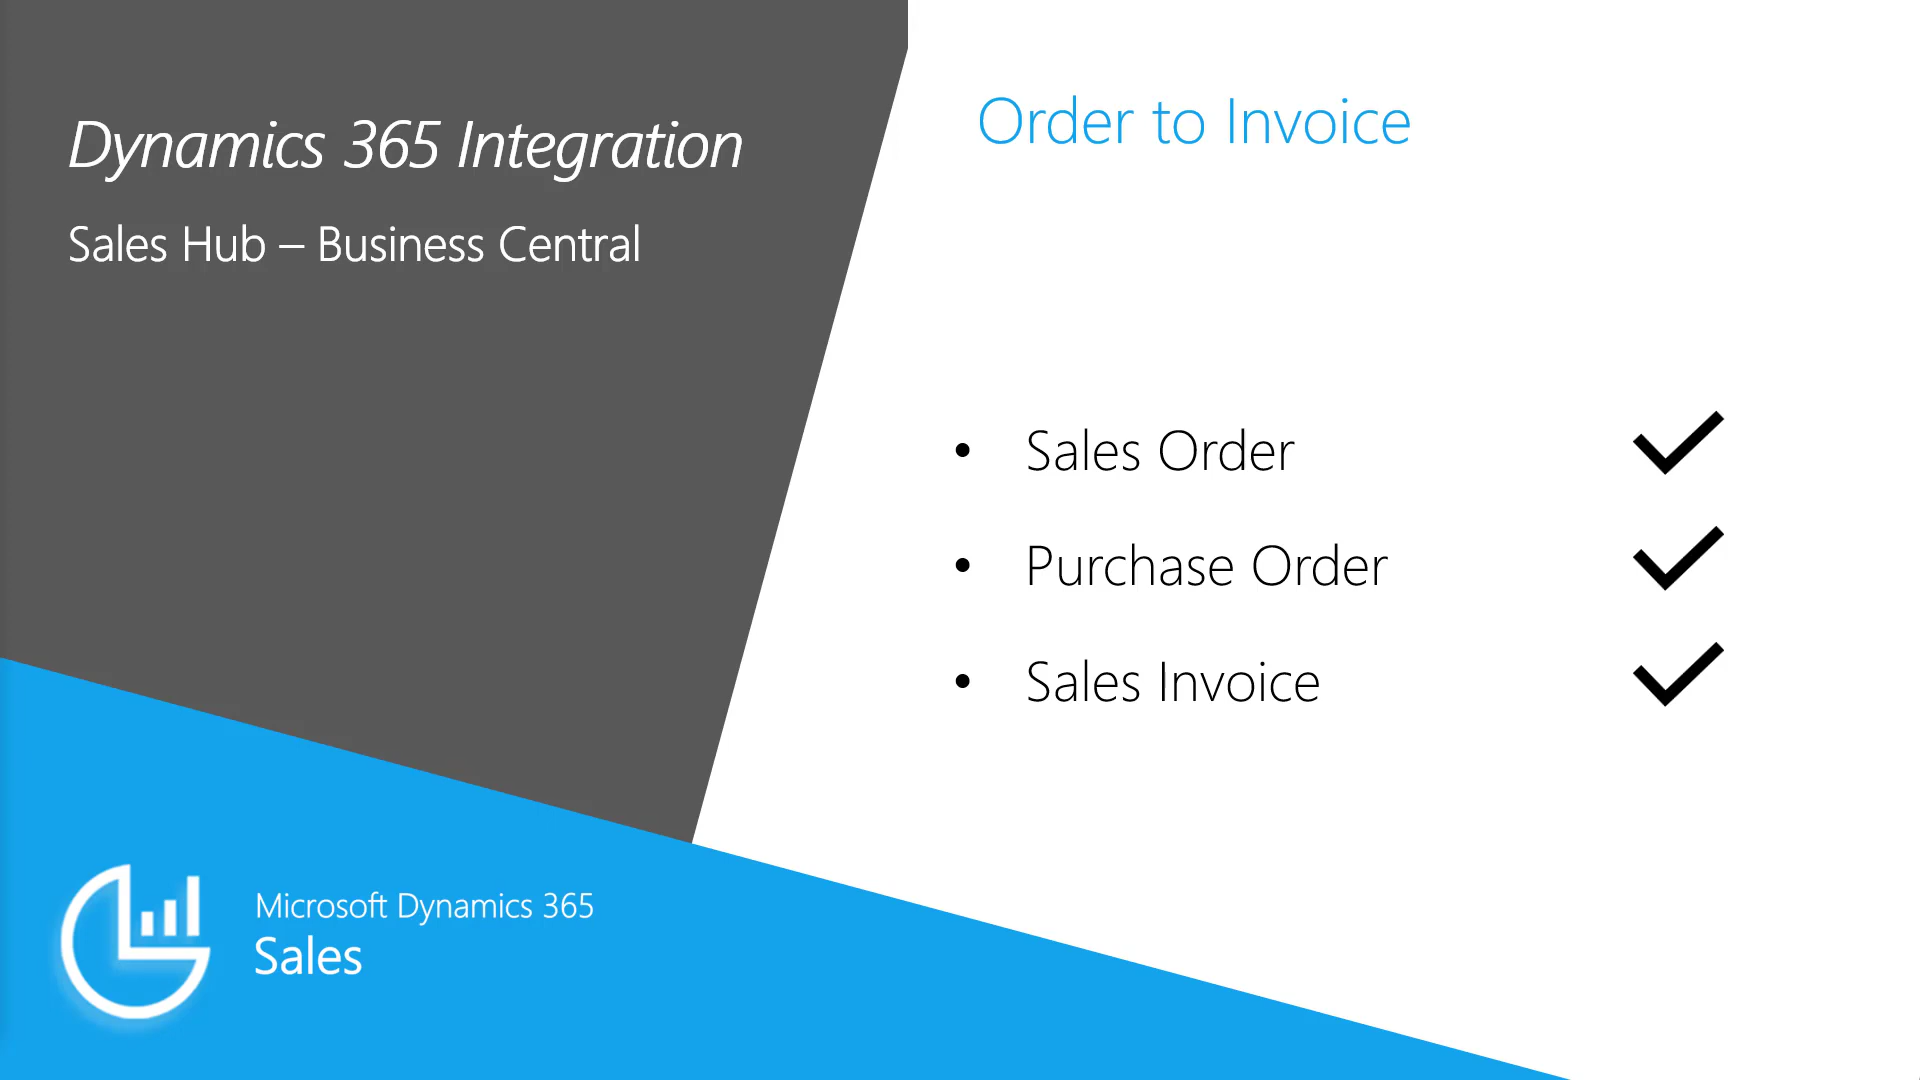 Dynamics 365 Integration
Sales Hub – Business Central
Order to Invoice
• Sales Order
• Purchase Order
• Sales Invoice
Microsoft Dynamics 365
Sales